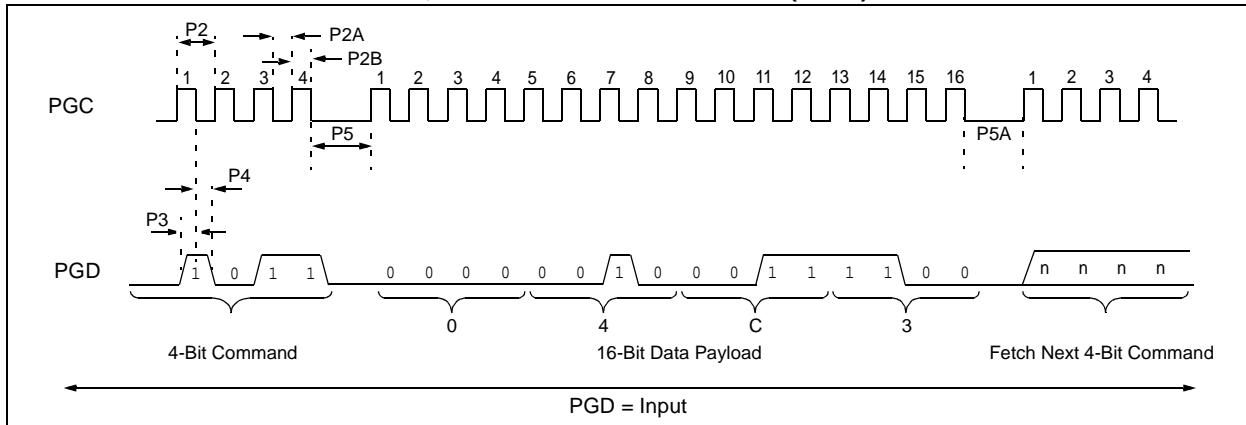 P2
P2A
P2B
1 2 3 4 1 2 3 4 5 6 7 8 9 10 11 12 13 14 15 16 1 2 3 4
PGC
P5
P5A
P4
P3
PGD
1 0 1 1 0 0 0 0 0 0 1 0 0 0 1 1 1 1 0 0 n n n n
0 4 C 3
4-Bit Command
16-Bit Data Payload
Fetch Next 4-Bit Command
PGD = Input